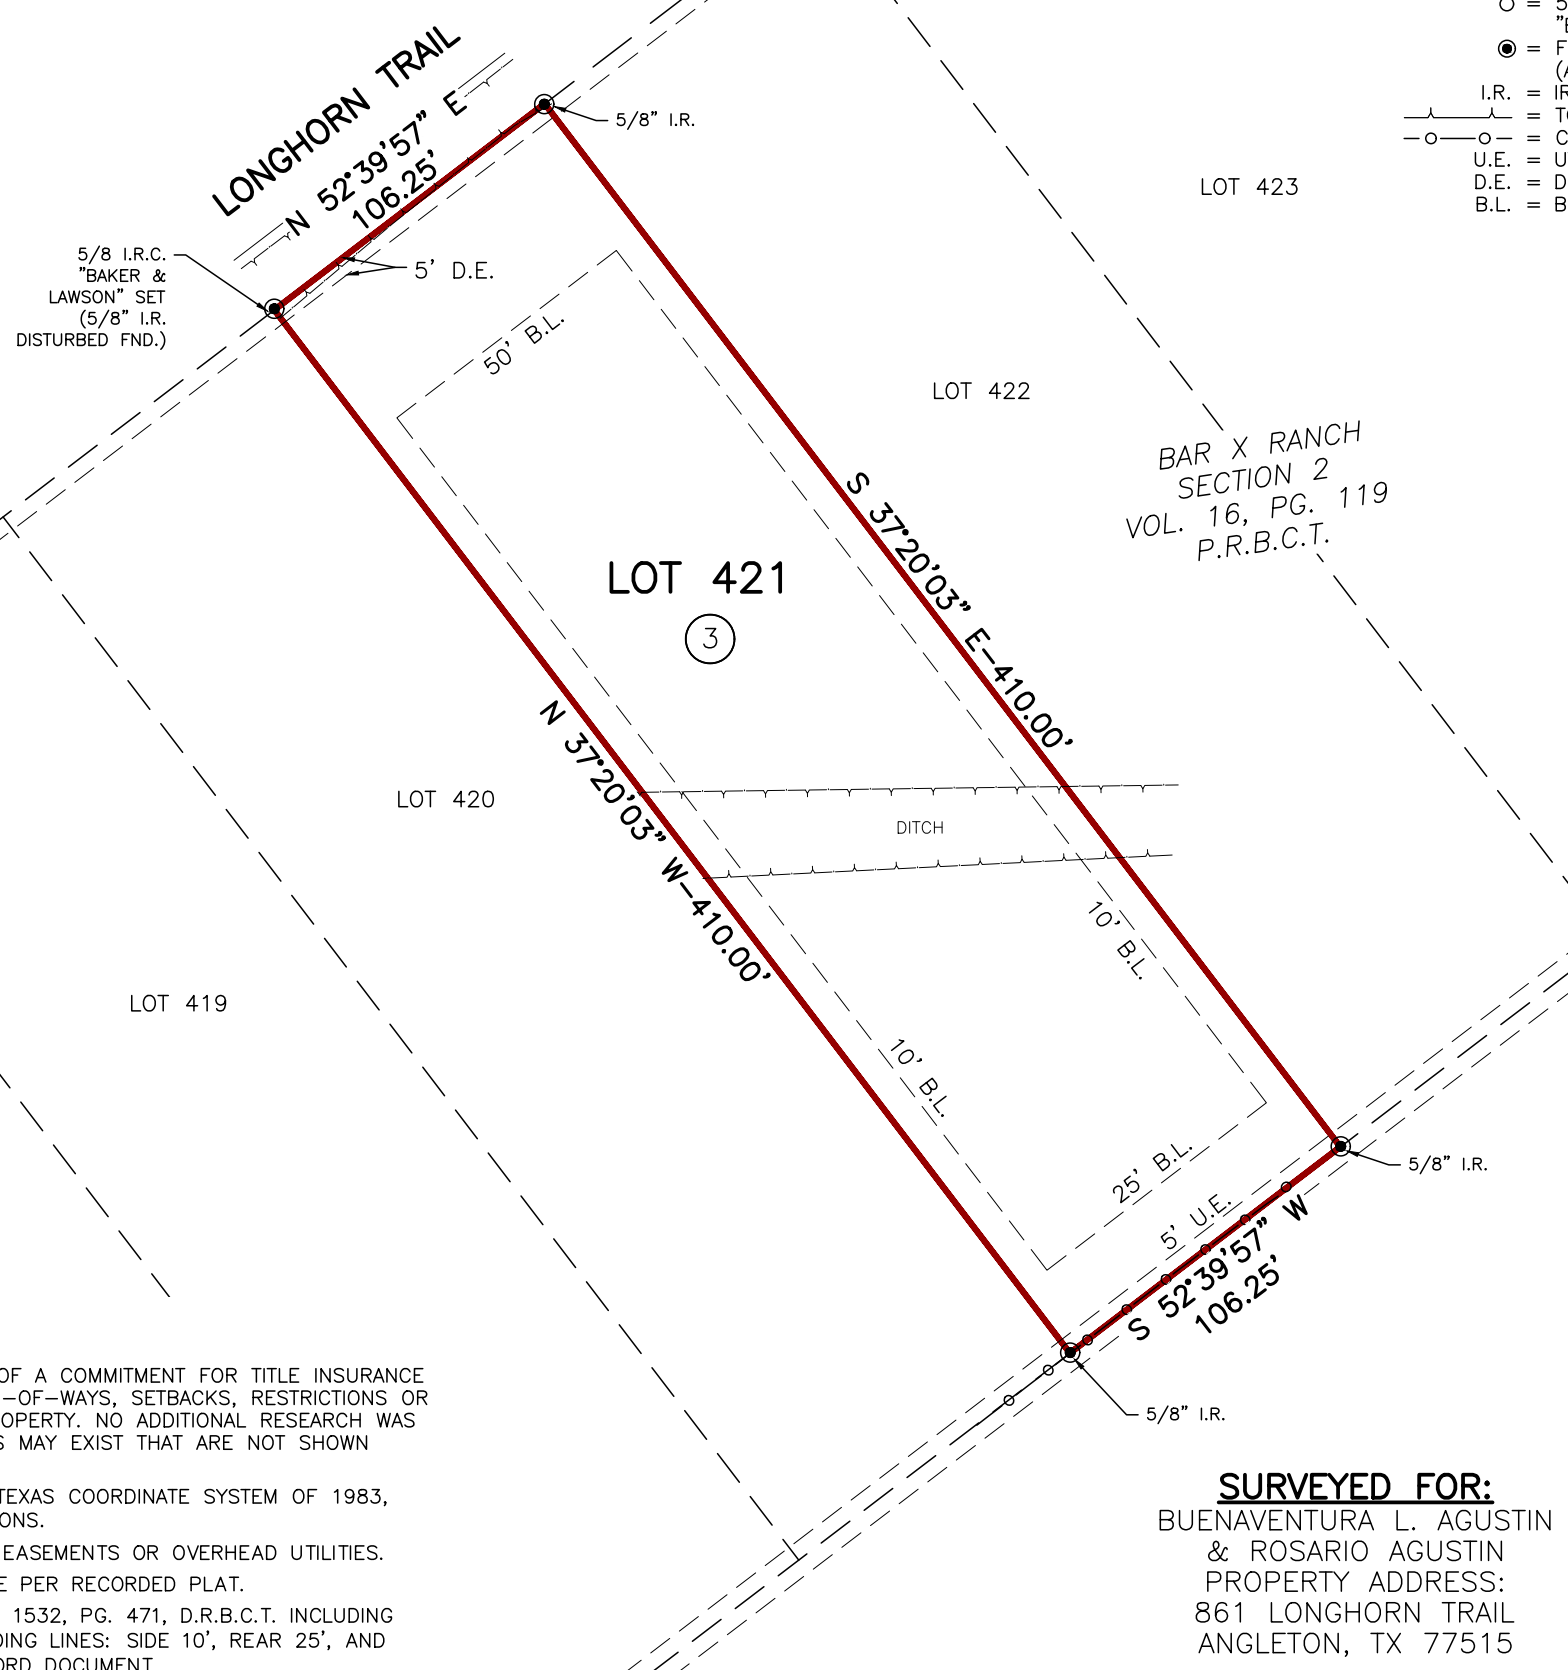 LONGHORN TRAIL
N 52°39'57" E
106.25'
5/8" I.R.
5/8 I.R.C.
"BAKER &
LAWSON" SET
(5/8" I.R.
DISTURBED FND.)
5' D.E.
50' B.L.
I.R. =
=
=
U.E. = U
D.E. = D
B.L. = B
LOT 423
LOT 422
BAR X RANCH
SECTION 2
VOL. 16, PG. 119
P.R.B.C.T.
S 37°20'03" E-410.00'
LOT 421
3
N 37°20'03" W-410.00'
LOT 420
DITCH
10' B.L.
LOT 419
10' B.L.
25' B.L.
5' U.E.
S 52°39'57" W
106.25'
5/8" I.R.
5/8" I.R.
OF A COMMITMENT FOR TITLE INSURANCE
-OF-WAYS, SETBACKS, RESTRICTIONS OR
OPERTY. NO ADDITIONAL RESEARCH WAS
S MAY EXIST THAT ARE NOT SHOWN
TEXAS COORDINATE SYSTEM OF 1983,
ONS.
EASEMENTS OR OVERHEAD UTILITIES.
E PER RECORDED PLAT.
1532, PG. 471, D.R.B.C.T. INCLUDING
DING LINES: SIDE 10', REAR 25', AND
ORD DOCUMENT
SURVEYED FOR:
BUENAVENTURA L. AGUSTIN
& ROSARIO AGUSTIN
PROPERTY ADDRESS:
861 LONGHORN TRAIL
ANGLETON, TX 77515